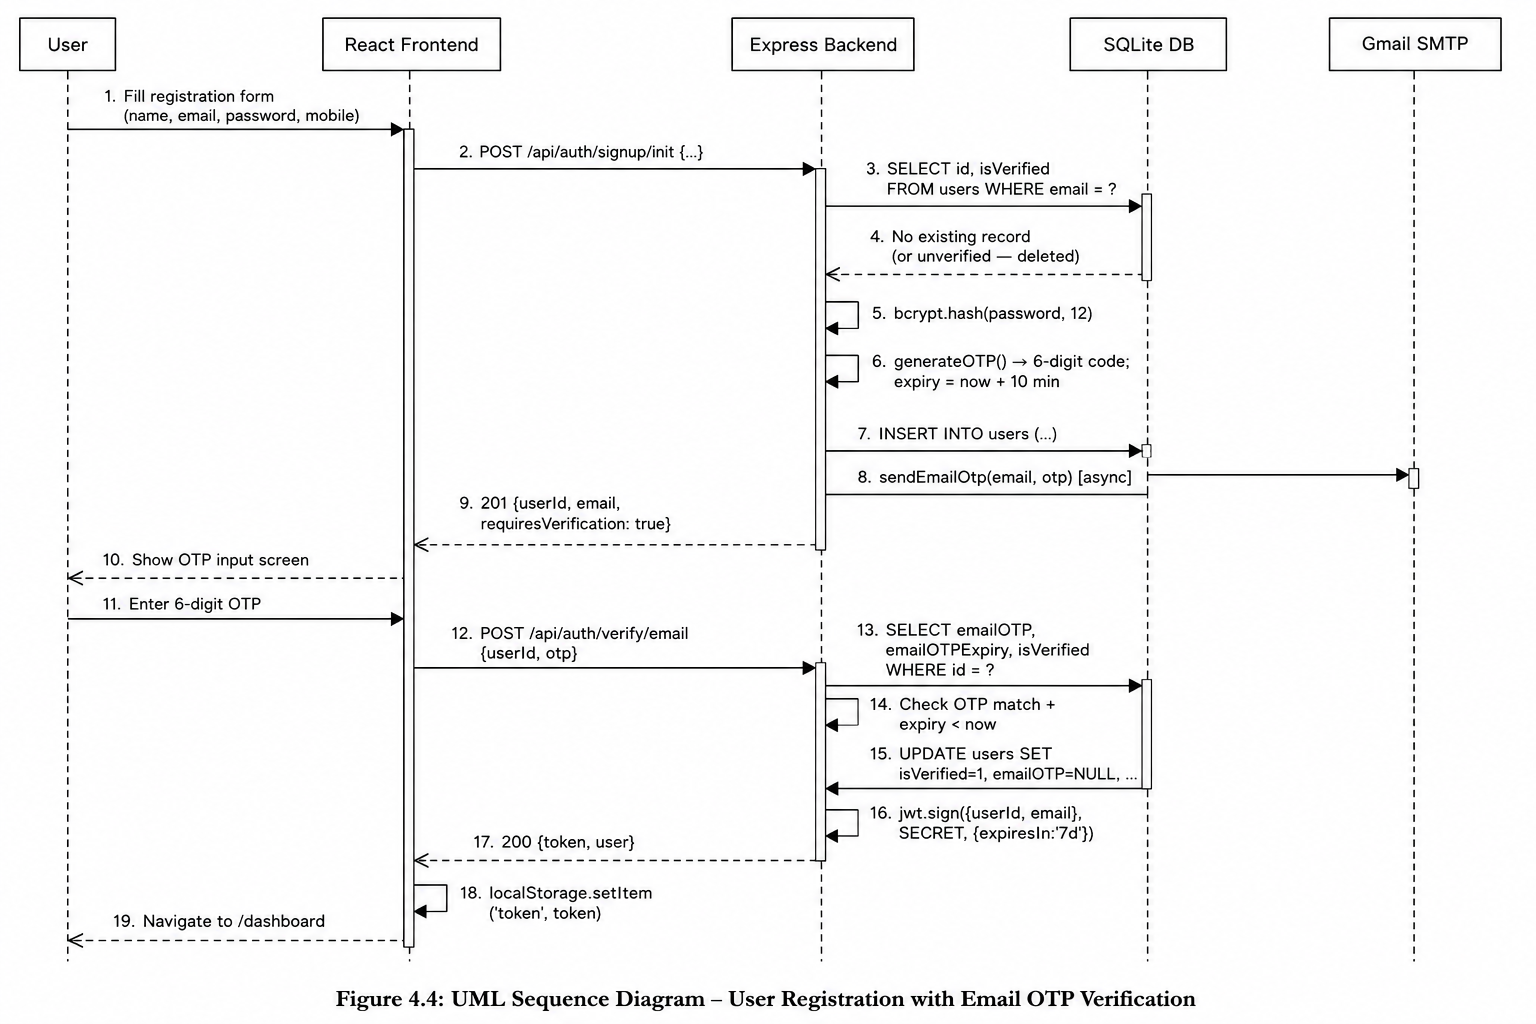 User
React Frontend
Express Backend
SQLite DB
Gmail SMTP
1. Fill registration form
(name, email, password, mobile)
2. POST /api/auth/signup/init {...}
3. SELECT id, isVerified
FROM users WHERE email = ?
4. No existing record
(or unverified — deleted)
5. bcrypt.hash(password, 12)
6. generateOTP() → 6-digit code;
expiry = now + 10 min
7. INSERT INTO users (...)
8. sendEmailOtp(email, otp) [async]
9. 201 {userId, email,
requiresVerification: true}
10. Show OTP input screen
11. Enter 6-digit OTP
12. POST /api/auth/verify/email
{userId, otp}
13. SELECT emailOTP,
emailOTPExpiry, isVerified
WHERE id = ?
14. Check OTP match +
expiry < now
15. UPDATE users SET
isVerified=1, emailOTP=NULL, ...
16. jwt.sign({userId, email},
SECRET, {expiresIn:'7d'})
17. 200 {token, user}
18. localStorage.setItem
('token', token)
19. Navigate to /dashboard
Figure 4.4: UML Sequence Diagram – User Registration with Email OTP Verification